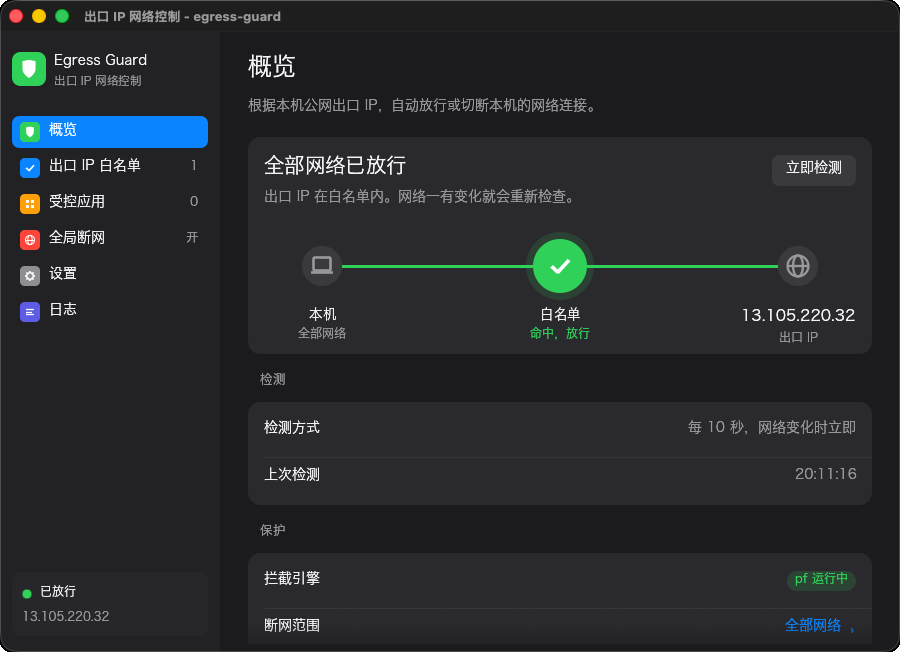 出口 IP 网络控制 - egress-guard
Egress Guard
出口 IP 网络控制
概览
出口 IP 白名单 1
受控应用 0
全局断网 开
设置
日志
已放行
13.105.220.32
概览
根据本机公网出口 IP，自动放行或切断本机的网络连接。
全部网络已放行
立即检测
出口 IP 在白名单内。网络一有变化就会重新检查。
本机
全部网络
白名单
命中，放行
13.105.220.32
出口 IP
检测
检测方式 每 10 秒，网络变化时立即
上次检测 20:11:16
保护
拦截引擎 pf 运行中
断网范围 全部网络 ›